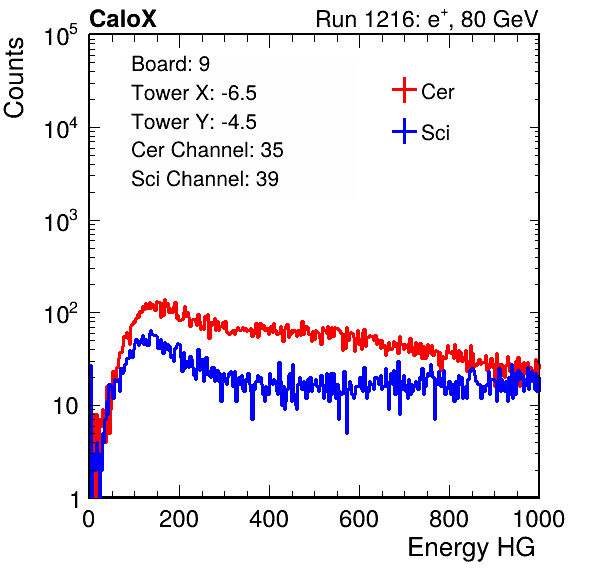 CaloX Run 1216: e⁺, 80 GeV
Counts
Board: 9
Tower X: -6.5
Tower Y: -4.5
Cer Channel: 35
Sci Channel: 39
Cer
Sci
10⁵
10⁴
10³
10²
10
1
0 200 400 600 800 1000
Energy HG